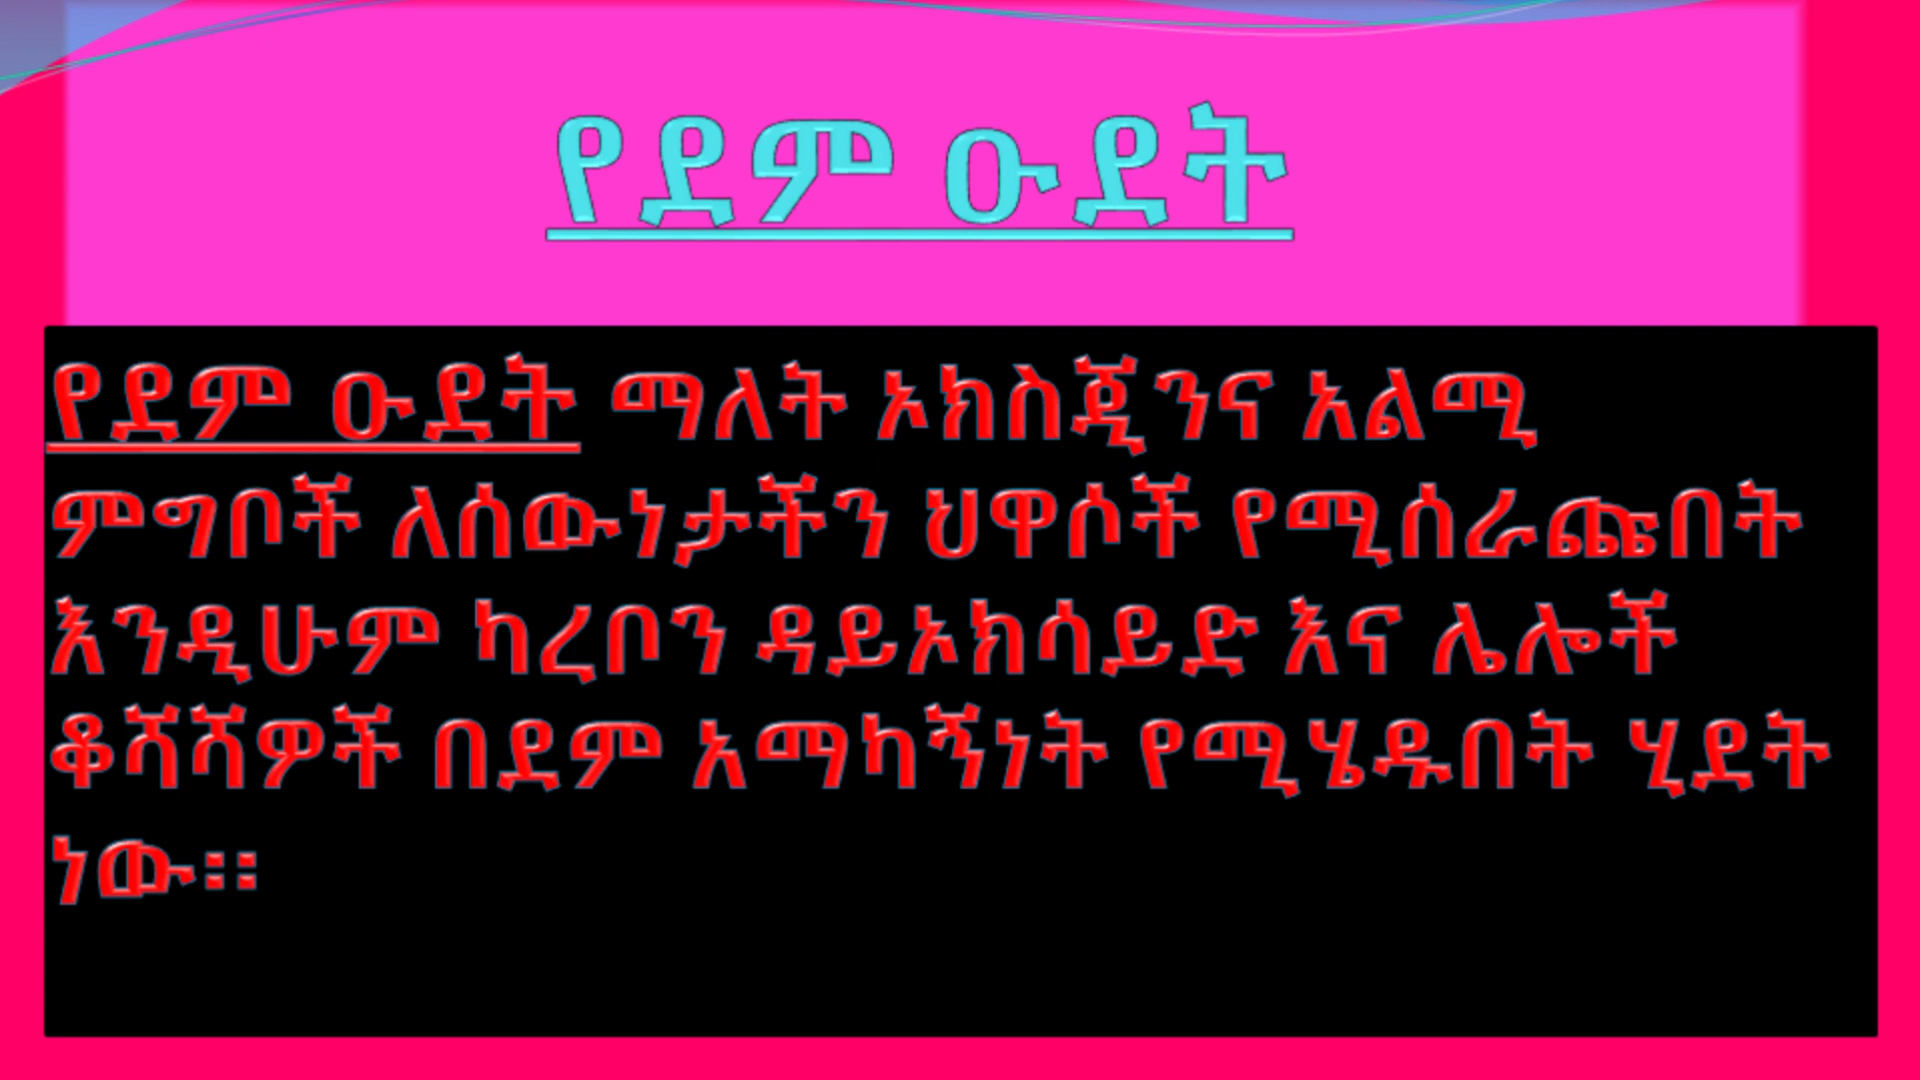 የደም ዑደት
የደም ዑደት ማለት ኦክስጂንና አልሚ
ምግቦች ለሰውነታችን ህዋሶች የሚሰራጩበት
እንዲሁም ካረቦን ዳይኦክሳይድ እና ሌሎች
ቆሻሻዎች በደም አማካኝነት የሚሄዱበት ሂደት
ነው፡፡